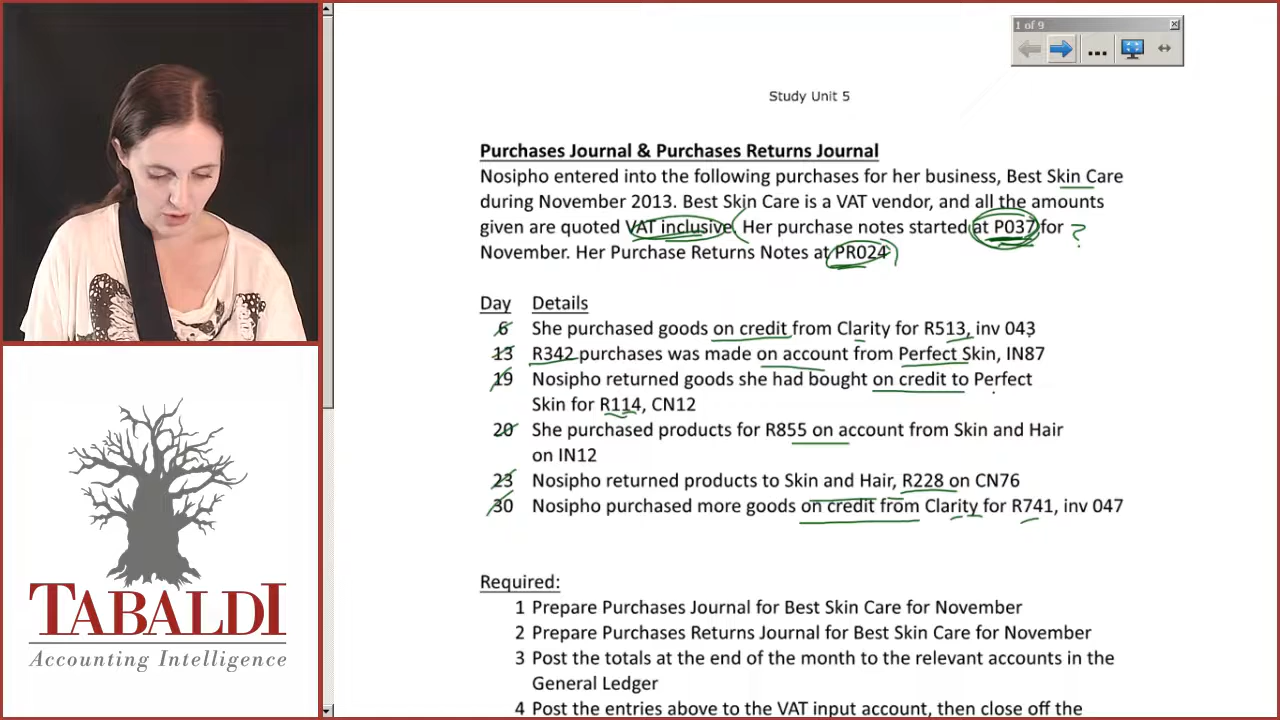 1 of 9
Study Unit 5
Purchases Journal & Purchases Returns Journal
Nosipho entered into the following purchases for her business, Best Skin Care
during November 2013. Best Skin Care is a VAT vendor, and all the amounts
given are quoted VAT inclusive. Her purchase notes started at P037 for ?
November. Her Purchase Returns Notes at PR024
Day Details
6 She purchased goods on credit from Clarity for R513, inv 043
13 R342 purchases was made on account from Perfect Skin, IN87
19 Nosipho returned goods she had bought on credit to Perfect
Skin for R114, CN12
20 She purchased products for R855 on account from Skin and Hair
on IN12
23 Nosipho returned products to Skin and Hair, R228 on CN76
30 Nosipho purchased more goods on credit from Clarity for R741, inv 047
Required:
1 Prepare Purchases Journal for Best Skin Care for November
2 Prepare Purchases Returns Journal for Best Skin Care for November
3 Post the totals at the end of the month to the relevant accounts in the
General Ledger
4 Post the entries above to the VAT input account, then close off the
TABALDI
Accounting Intelligence